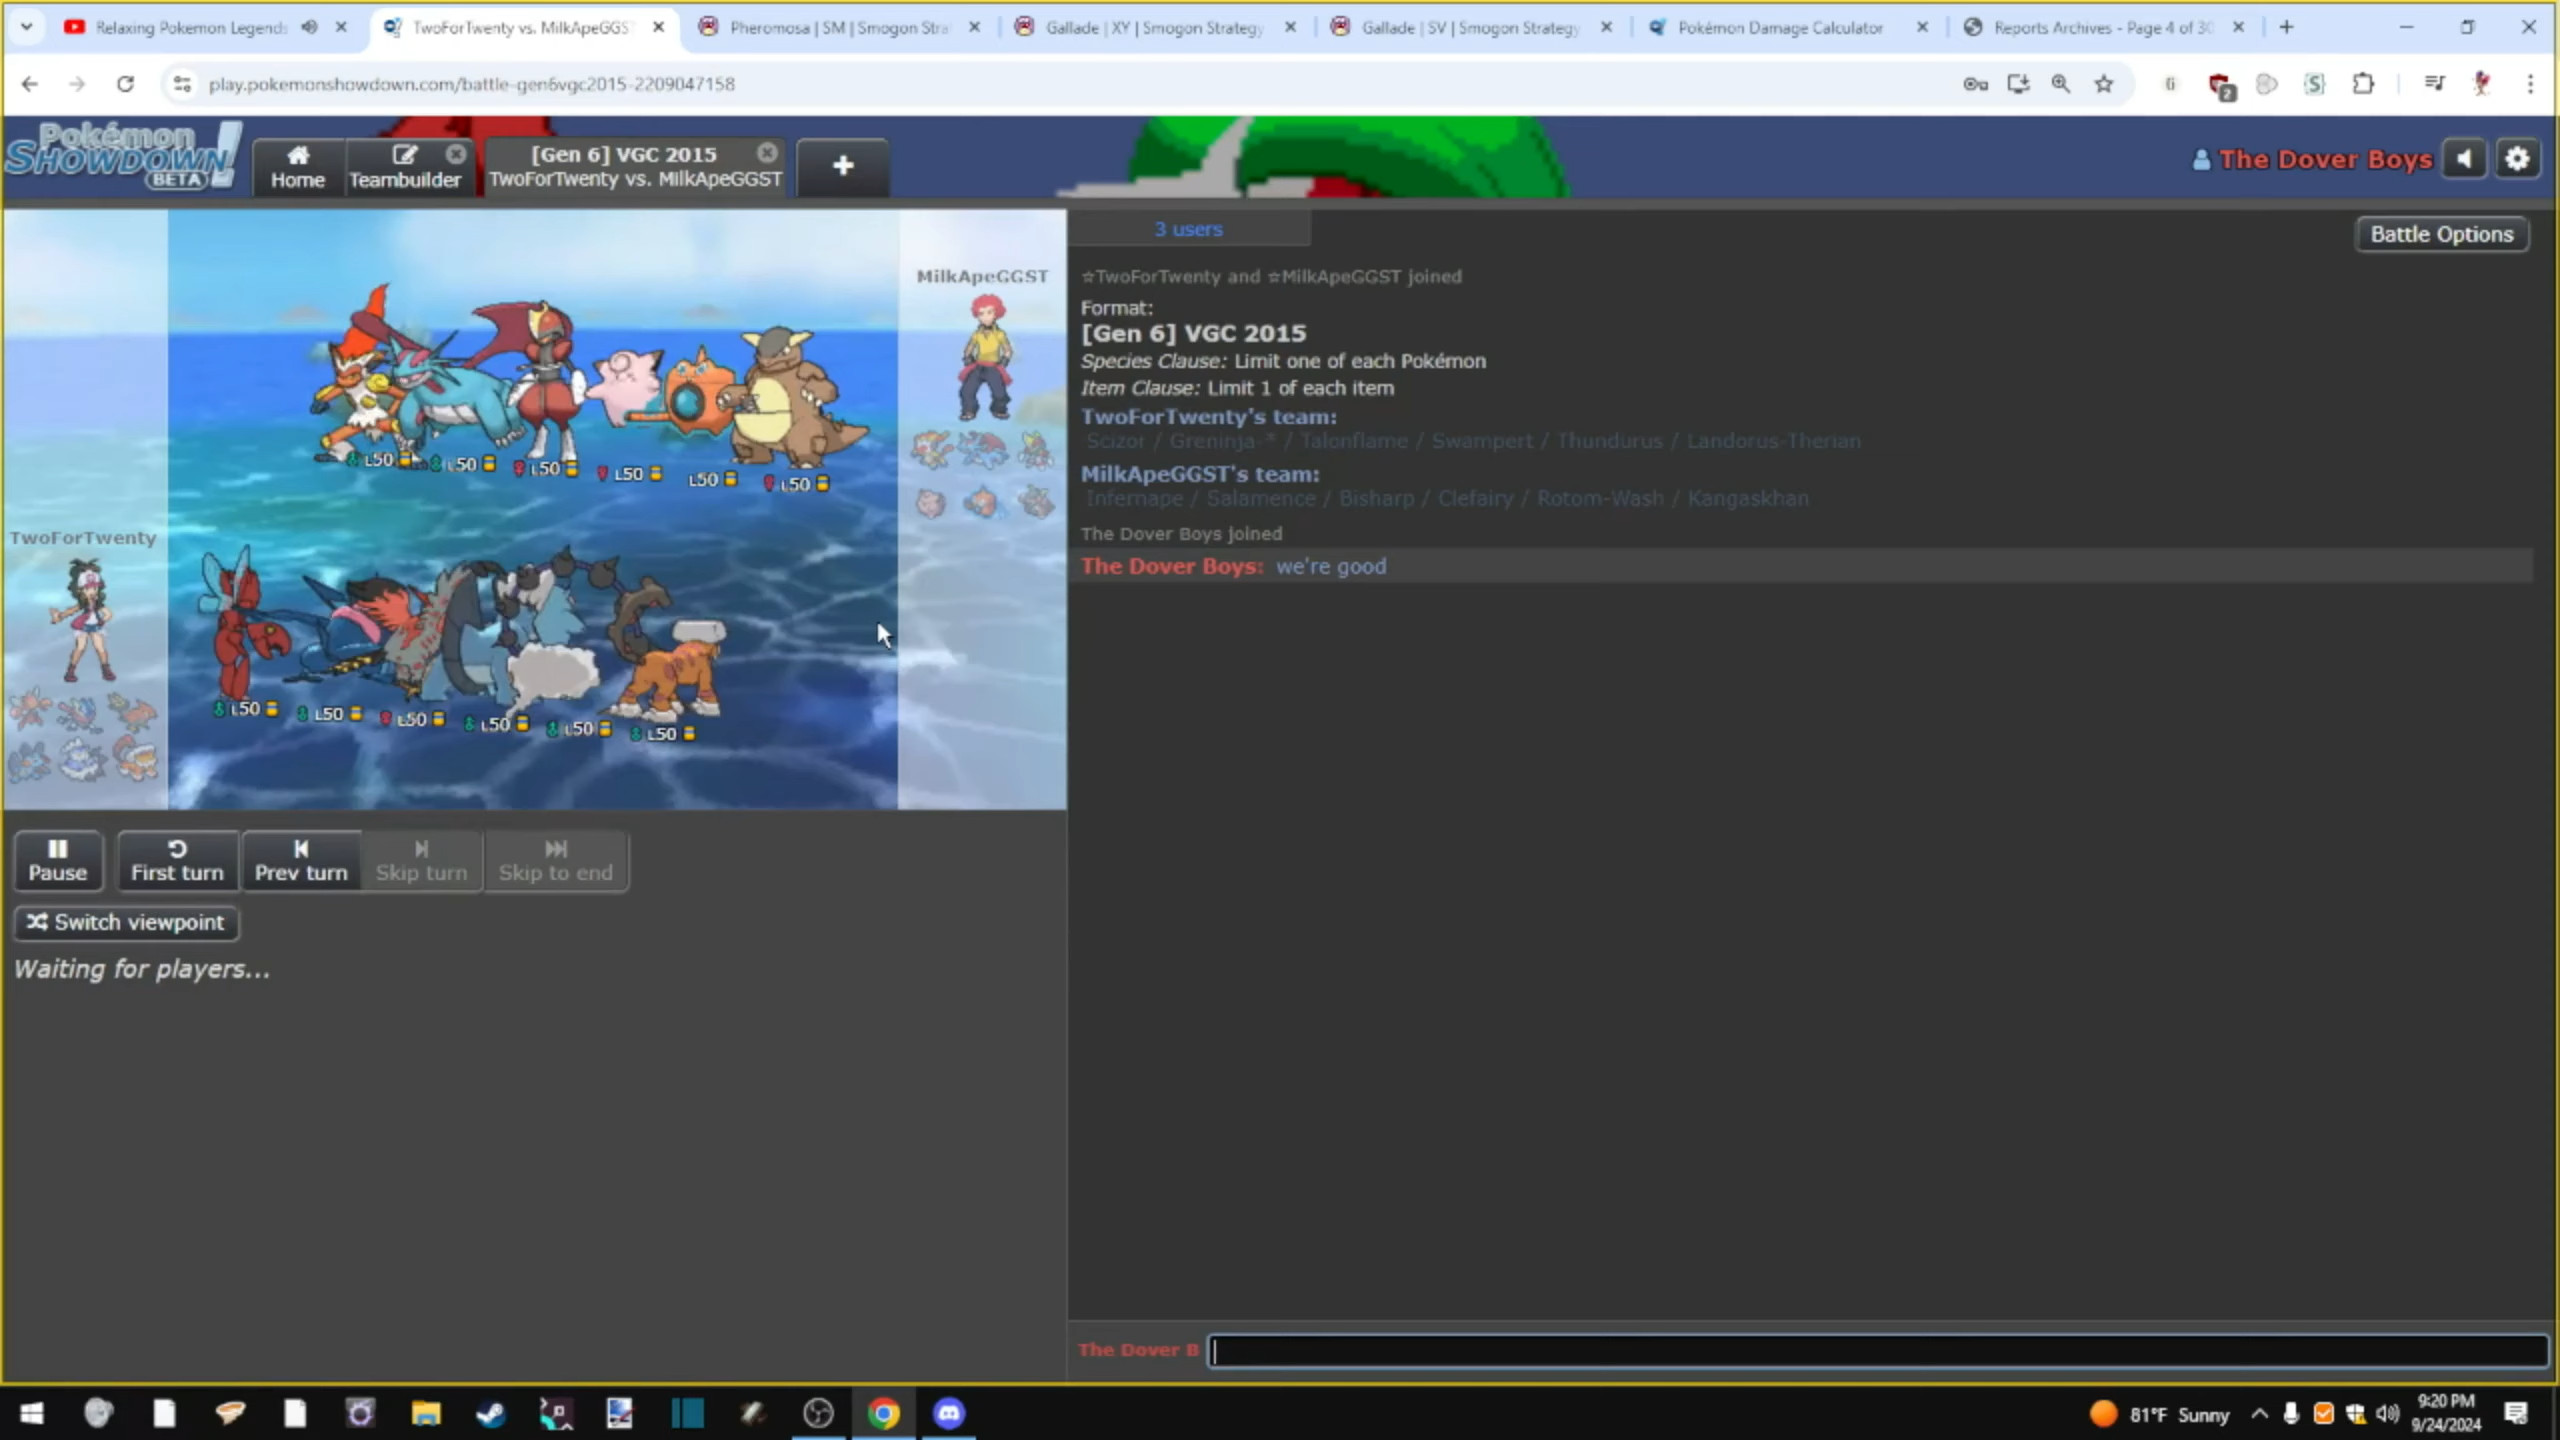 Relaxing Pokemon Legends
TwoForTwenty vs. MilkApeGGS
Pheromosa | SM | Smogon Stra
Gallade | XY | Smogon Strategy
Gallade | SV | Smogon Strategy
Pokémon Damage Calculator
Reports Archives - Page 4 of 30
play.pokemonshowdown.com/battle-gen6vgc2015-2209047158
2
Pokémon
SHOWDOWN!
BETA
Home
Teambuilder
[Gen 6] VGC 2015
TwoForTwenty vs. MilkApeGGST
The Dover Boys
MilkApeGGST
L50
L50
L50
L50
L50
L50
TwoForTwenty
L50
L50
L50
L50
L50
L50
3 users
Battle Options
☆TwoForTwenty and ☆MilkApeGGST joined
Format:
[Gen 6] VGC 2015
Species Clause: Limit one of each Pokémon
Item Clause: Limit 1 of each item
TwoForTwenty's team:
Scizor / Greninja-* / Talonflame / Swampert / Thundurus / Landorus-Therian
MilkApeGGST's team:
Infernape / Salamence / Bisharp / Clefairy / Rotom-Wash / Kangaskhan
The Dover Boys joined
The Dover Boys: we're good
Pause
First turn
Prev turn
Skip turn
Skip to end
Switch viewpoint
Waiting for players...
The Dover B
81°F Sunny
9:20 PM
9/24/2024